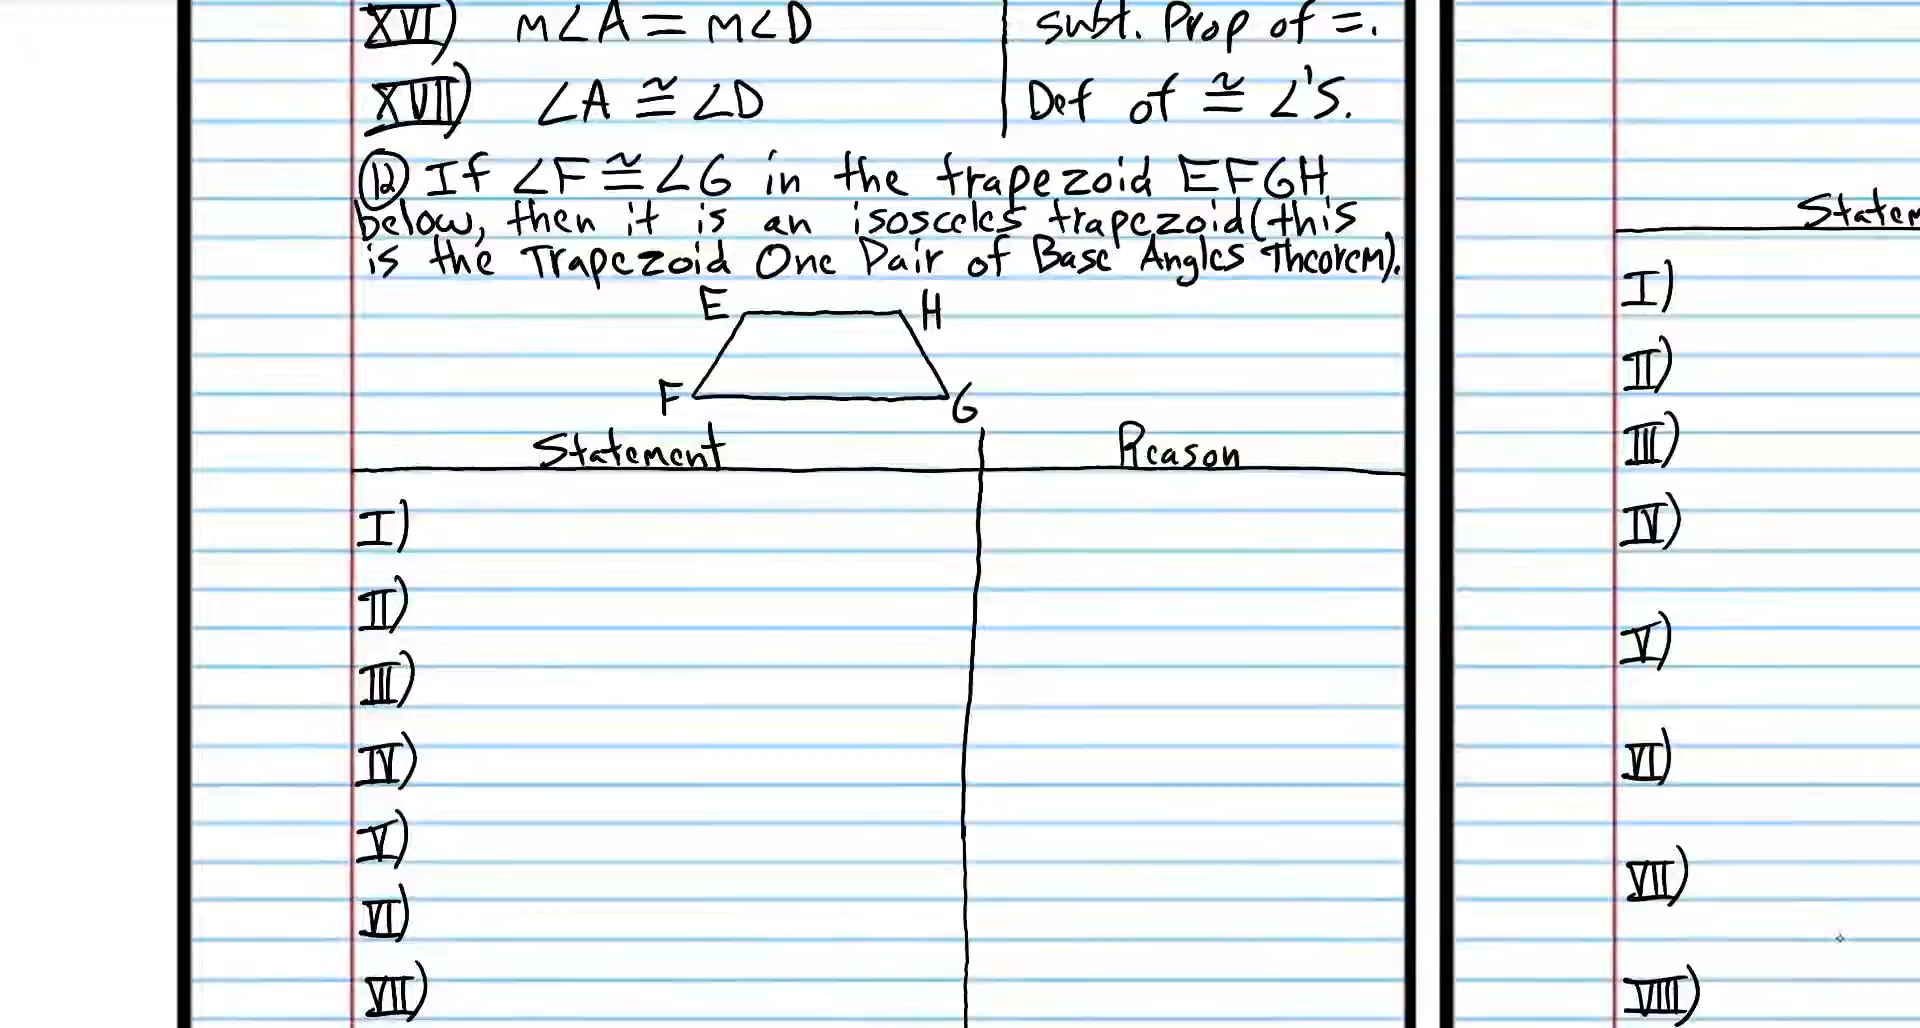 XVI) m∠A = m∠D subt. Prop of =.
XVII) ∠A ≅ ∠D Def of ≅ ∠'s.
12 If ∠F ≅ ∠G in the trapezoid EFGH
below, then it is an isosceles trapezoid (this
is the Trapezoid One Pair of Base Angles Theorem).
E H
F G
Statement Reason
I)
II)
III)
IV)
V)
VI)
VII)
Statem
I)
II)
III)
IV)
V)
VI)
VII)
VIII)